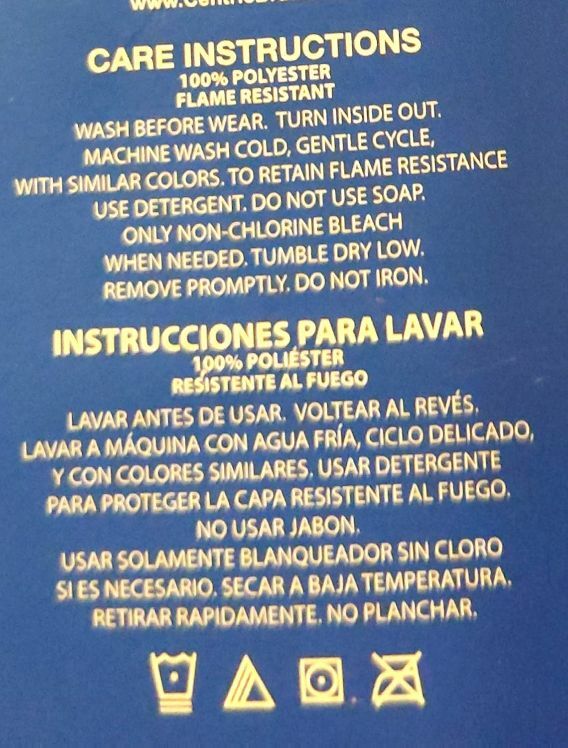 CARE INSTRUCTIONS
100% POLYESTER
FLAME RESISTANT
WASH BEFORE WEAR. TURN INSIDE OUT.
MACHINE WASH COLD, GENTLE CYCLE,
WITH SIMILAR COLORS. TO RETAIN FLAME RESISTANCE
USE DETERGENT. DO NOT USE SOAP.
ONLY NON-CHLORINE BLEACH
WHEN NEEDED. TUMBLE DRY LOW.
REMOVE PROMPTLY. DO NOT IRON.
INSTRUCCIONES PARA LAVAR
100% POLIÉSTER
RESISTENTE AL FUEGO
LAVAR ANTES DE USAR. VOLTEAR AL REVÉS.
LAVAR A MÁQUINA CON AGUA FRÍA, CICLO DELICADO,
Y CON COLORES SIMILARES. USAR DETERGENTE
PARA PROTEGER LA CAPA RESISTENTE AL FUEGO.
NO USAR JABON.
USAR SOLAMENTE BLANQUEADOR SIN CLORO
SI ES NECESARIO. SECAR A BAJA TEMPERATURA.
RETIRAR RAPIDAMENTE. NO PLANCHAR.